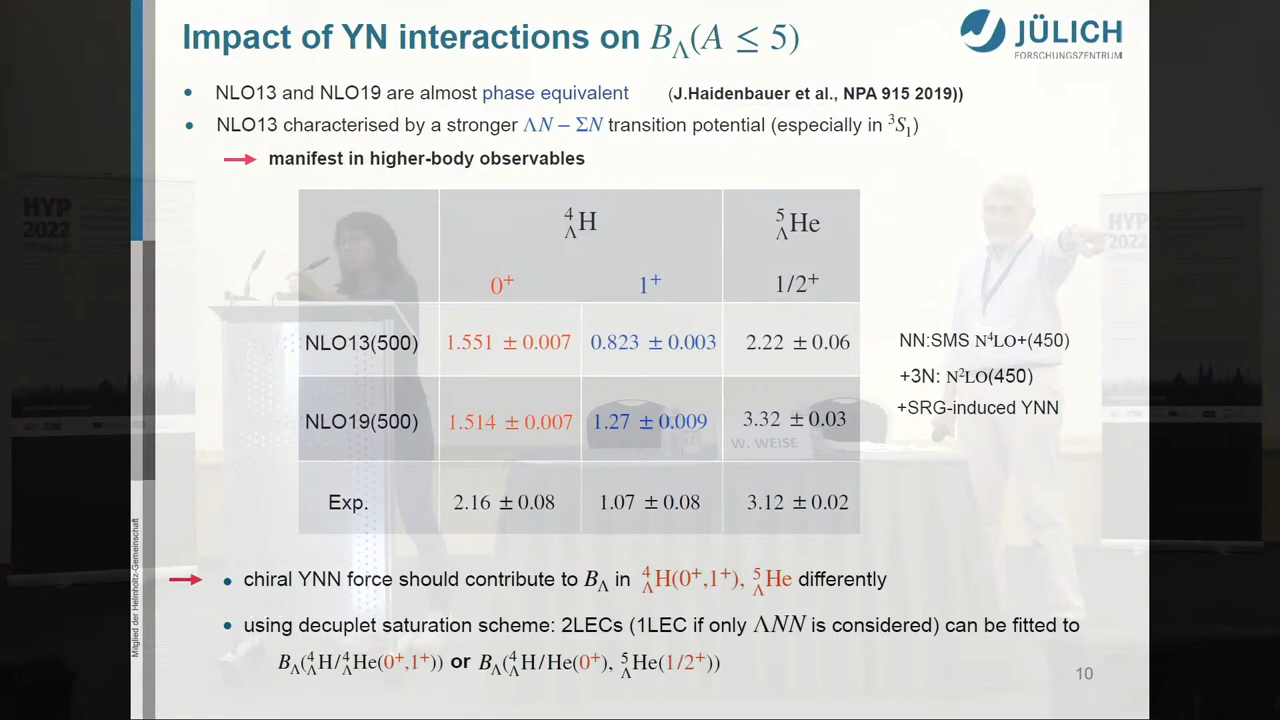 Impact of YN interactions on B_Λ(A ≤ 5)
JÜLICH
FORSCHUNGSZENTRUM
• NLO13 and NLO19 are almost phase equivalent (J.Haidenbauer et al., NPA 915 2019))
• NLO13 characterised by a stronger ΛN − ΣN transition potential (especially in ³S₁)
manifest in higher-body observables
HYP
2022
HYP
2022
⁴_ΛH ⁵_ΛHe
0⁺ 1⁺ 1/2⁺
NLO13(500) 1.551 ± 0.007 0.823 ± 0.003 2.22 ± 0.06
NLO19(500) 1.514 ± 0.007 1.27 ± 0.009 3.32 ± 0.03
Exp. 2.16 ± 0.08 1.07 ± 0.08 3.12 ± 0.02
NN:SMS N⁴LO+(450)
+3N: N²LO(450)
+SRG-induced YNN
W. WEISE
• chiral YNN force should contribute to B_Λ in ⁴_ΛH(0⁺,1⁺), ⁵_ΛHe differently
• using decuplet saturation scheme: 2LECs (1LEC if only ΛNN is considered) can be fitted to
B_Λ(⁴_ΛH/⁴_ΛHe(0⁺,1⁺)) or B_Λ(⁴_ΛH/He(0⁺), ⁵_ΛHe(1/2⁺))
Mitglied der Helmholtz-Gemeinschaft
10